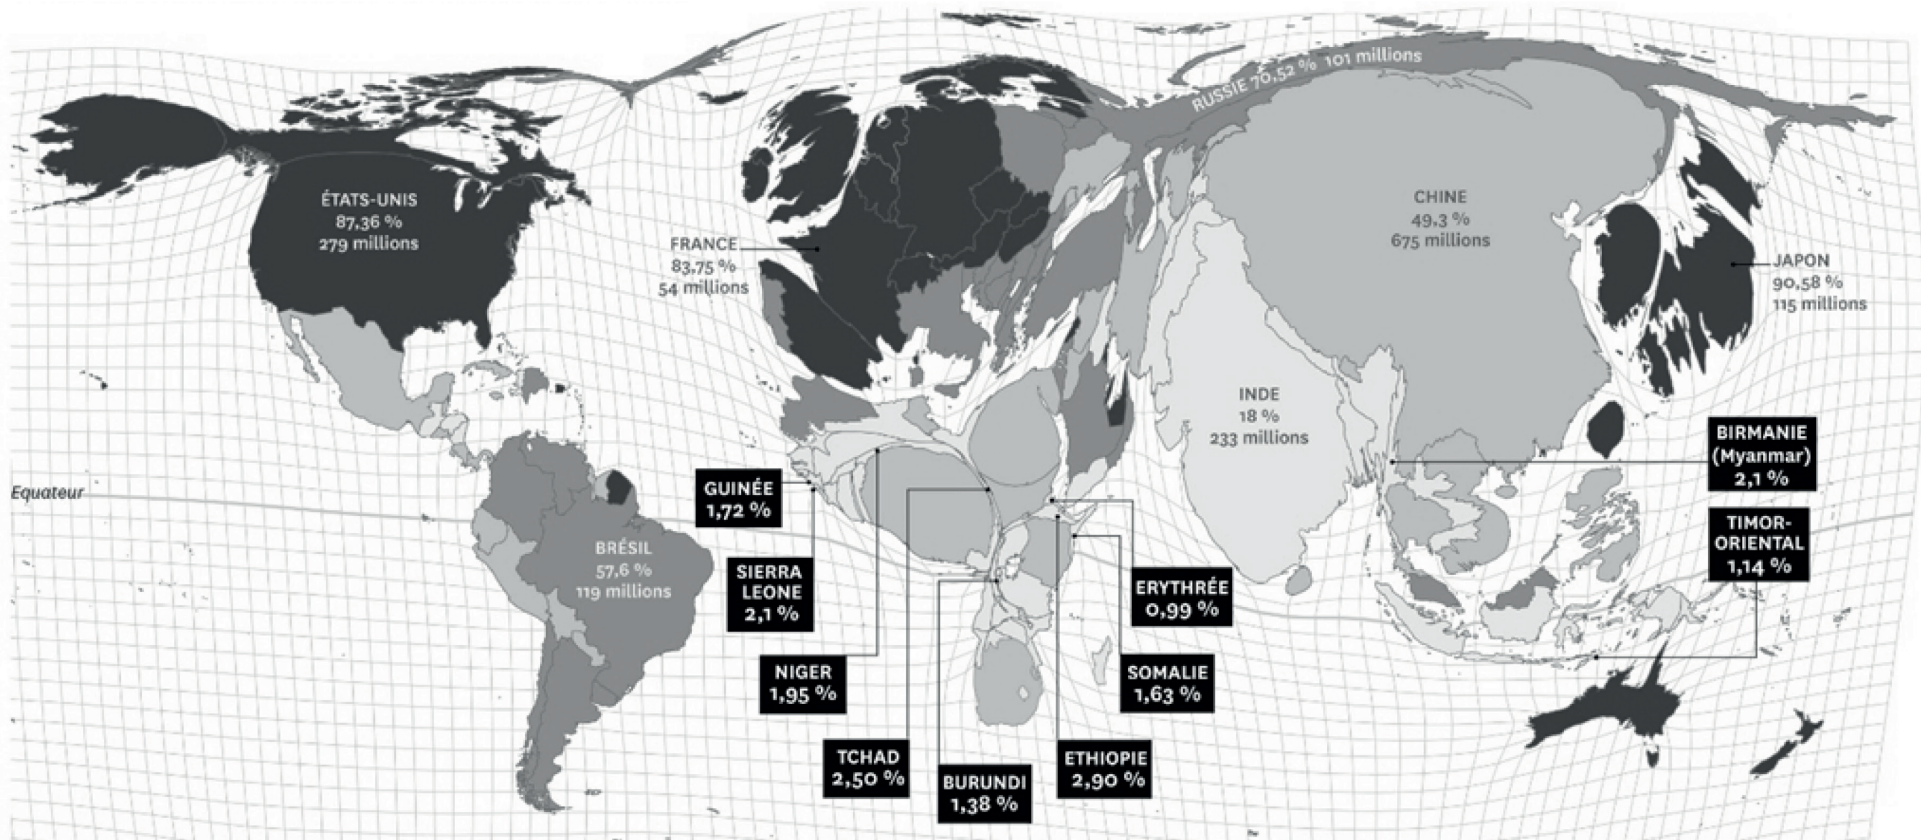 RUSSIE 70,52 % 101 millions
ÉTATS-UNIS
87,36 %
279 millions
FRANCE
83,75 %
54 millions
CHINE
49,3 %
675 millions
JAPON
90,58 %
115 millions
INDE
18 %
233 millions
BIRMANIE
(Myanmar)
2,1 %
Equateur
GUINÉE
1,72 %
TIMOR-
ORIENTAL
1,14 %
BRÉSIL
57,6 %
119 millions
SIERRA
LEONE
2,1 %
ERYTHRÉE
0,99 %
NIGER
1,95 %
SOMALIE
1,63 %
TCHAD
2,50 %
BURUNDI
1,38 %
ETHIOPIE
2,90 %